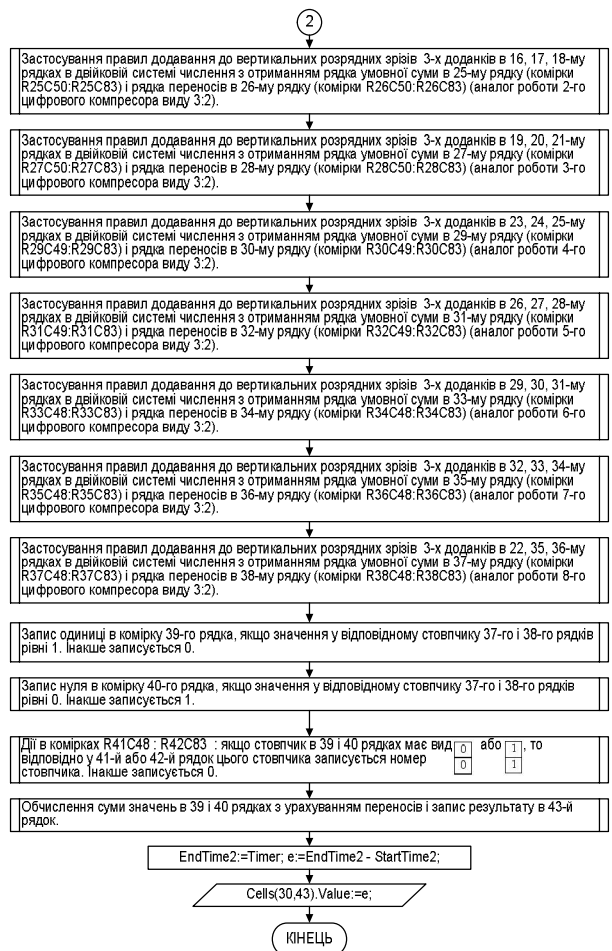 2
Застосування правил додавання до вертикальних розрядних зрізів 3-х доданків в 16, 17, 18-му
рядках в двійковій системі числення з отриманням рядка умовної суми в 25-му рядку (комірки
R25C50:R25C83) і рядка переносів в 26-му рядку (комірки R26C50:R26C83) (аналог роботи 2-го
цифрового компресора виду 3:2).
Застосування правил додавання до вертикальних розрядних зрізів 3-х доданків в 19, 20, 21-му
рядках в двійковій системі числення з отриманням рядка умовної суми в 27-му рядку (комірки
R27C50:R27C83) і рядка переносів в 28-му рядку (комірки R28C50:R28C83) (аналог роботи 3-го
цифрового компресора виду 3:2).
Застосування правил додавання до вертикальних розрядних зрізів 3-х доданків в 23, 24, 25-му
рядках в двійковій системі числення з отриманням рядка умовної суми в 29-му рядку (комірки
R29C49:R29C83) і рядка переносів в 30-му рядку (комірки R30C49:R30C83) (аналог роботи 4-го
цифрового компресора виду 3:2).
Застосування правил додавання до вертикальних розрядних зрізів 3-х доданків в 26, 27, 28-му
рядках в двійковій системі числення з отриманням рядка умовної суми в 31-му рядку (комірки
R31C49:R31C83) і рядка переносів в 32-му рядку (комірки R32C49:R32C83) (аналог роботи 5-го
цифрового компресора виду 3:2).
Застосування правил додавання до вертикальних розрядних зрізів 3-х доданків в 29, 30, 31-му
рядках в двійковій системі числення з отриманням рядка умовної суми в 33-му рядку (комірки
R33C48:R33C83) і рядка переносів в 34-му рядку (комірки R34C48:R34C83) (аналог роботи 6-го
цифрового компресора виду 3:2).
Застосування правил додавання до вертикальних розрядних зрізів 3-х доданків в 32, 33, 34-му
рядках в двійковій системі числення з отриманням рядка умовної суми в 35-му рядку (комірки
R35C48:R35C83) і рядка переносів в 36-му рядку (комірки R36C48:R36C83) (аналог роботи 7-го
цифрового компресора виду 3:2).
Застосування правил додавання до вертикальних розрядних зрізів 3-х доданків в 22, 35, 36-му
рядках в двійковій системі числення з отриманням рядка умовної суми в 37-му рядку (комірки
R37C48:R37C83) і рядка переносів в 38-му рядку (комірки R38C48:R38C83) (аналог роботи 8-го
цифрового компресора виду 3:2).
Запис одиниці в комірку 39-го рядка, якщо значення у відповідному стовпчику 37-го і 38-го рядків
рівні 1. Інакше записується 0.
Запис нуля в комірку 40-го рядка, якщо значення у відповідному стовпчику 37-го і 38-го рядків
рівні 0. Інакше записується 1.
Дії в комірках R41C48 : R42C83 : якщо стовпчик в 39 і 40 рядках має вид 0 або 1 , то
відповідно у 41-й або 42-й рядок цього стовпчика записується номер 0 1
стовпчика. Інакше записується 0.
Обчислення суми значень в 39 і 40 рядках з урахуванням переносів і запис результату в 43-й
рядок.
EndTime2:=Timer; e:=EndTime2 - StartTime2;
Cells(30,43).Value:=e;
КІНЕЦЬ